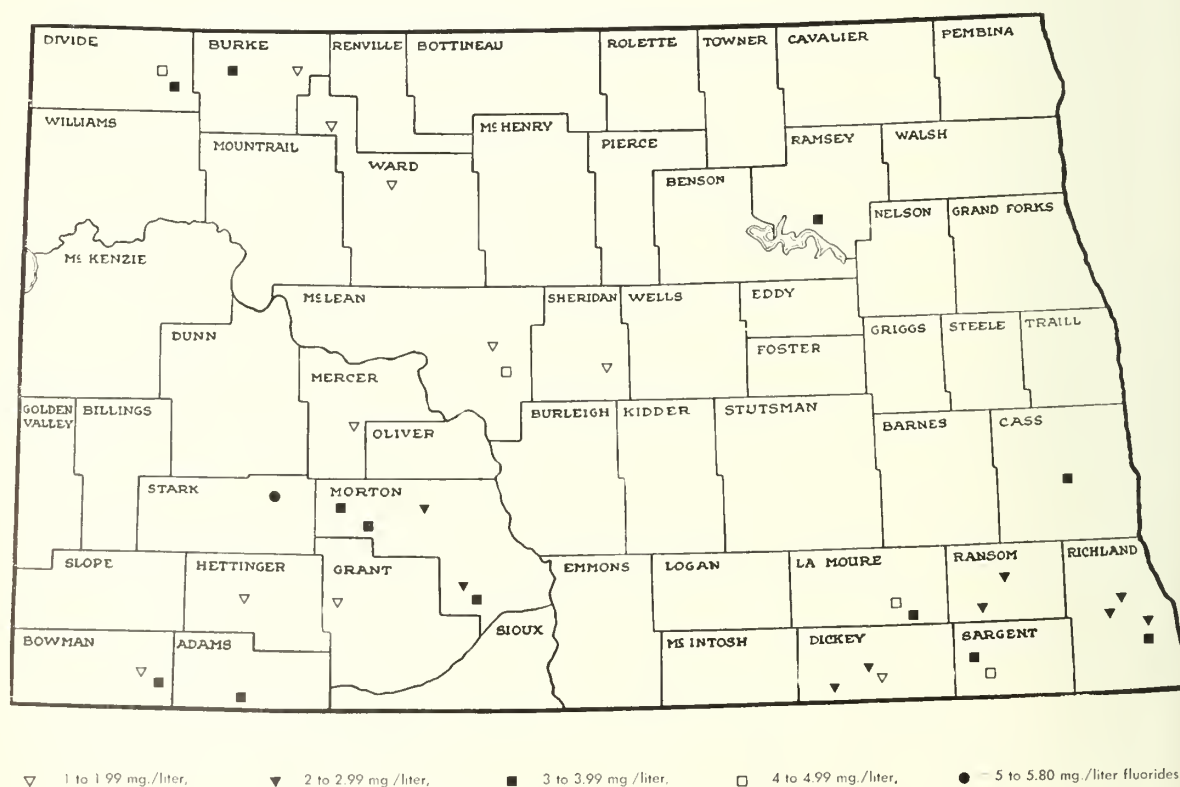 DIVIDE
BURKE
RENVILLE
BOTTINEAU
ROLETTE
TOWNER
CAVALIER
PEMBINA
WILLIAMS
MOUNTRAIL
WARD
McHENRY
PIERCE
BENSON
RAMSEY
WALSH
NELSON
GRAND FORKS
Mc KENZIE
DUNN
McLEAN
MERCER
OLIVER
SHERIDAN
WELLS
EDDY
FOSTER
GRIGGS
STEELE
TRAILL
GOLDEN
VALLEY
BILLINGS
BURLEIGH
KIDDER
STUTSMAN
BARNES
CASS
STARK
MORTON
SLOPE
HETTINGER
GRANT
EMMONS
LOGAN
LA MOURE
RANSOM
RICHLAND
BOWMAN
ADAMS
SIOUX
Mc INTOSH
DICKEY
SARGENT
1 to 1.99 mg./liter, 2 to 2.99 mg /liter, 3 to 3.99 mg /liter, 4 to 4.99 mg /liter, 5 to 5.80 mg./liter fluorides